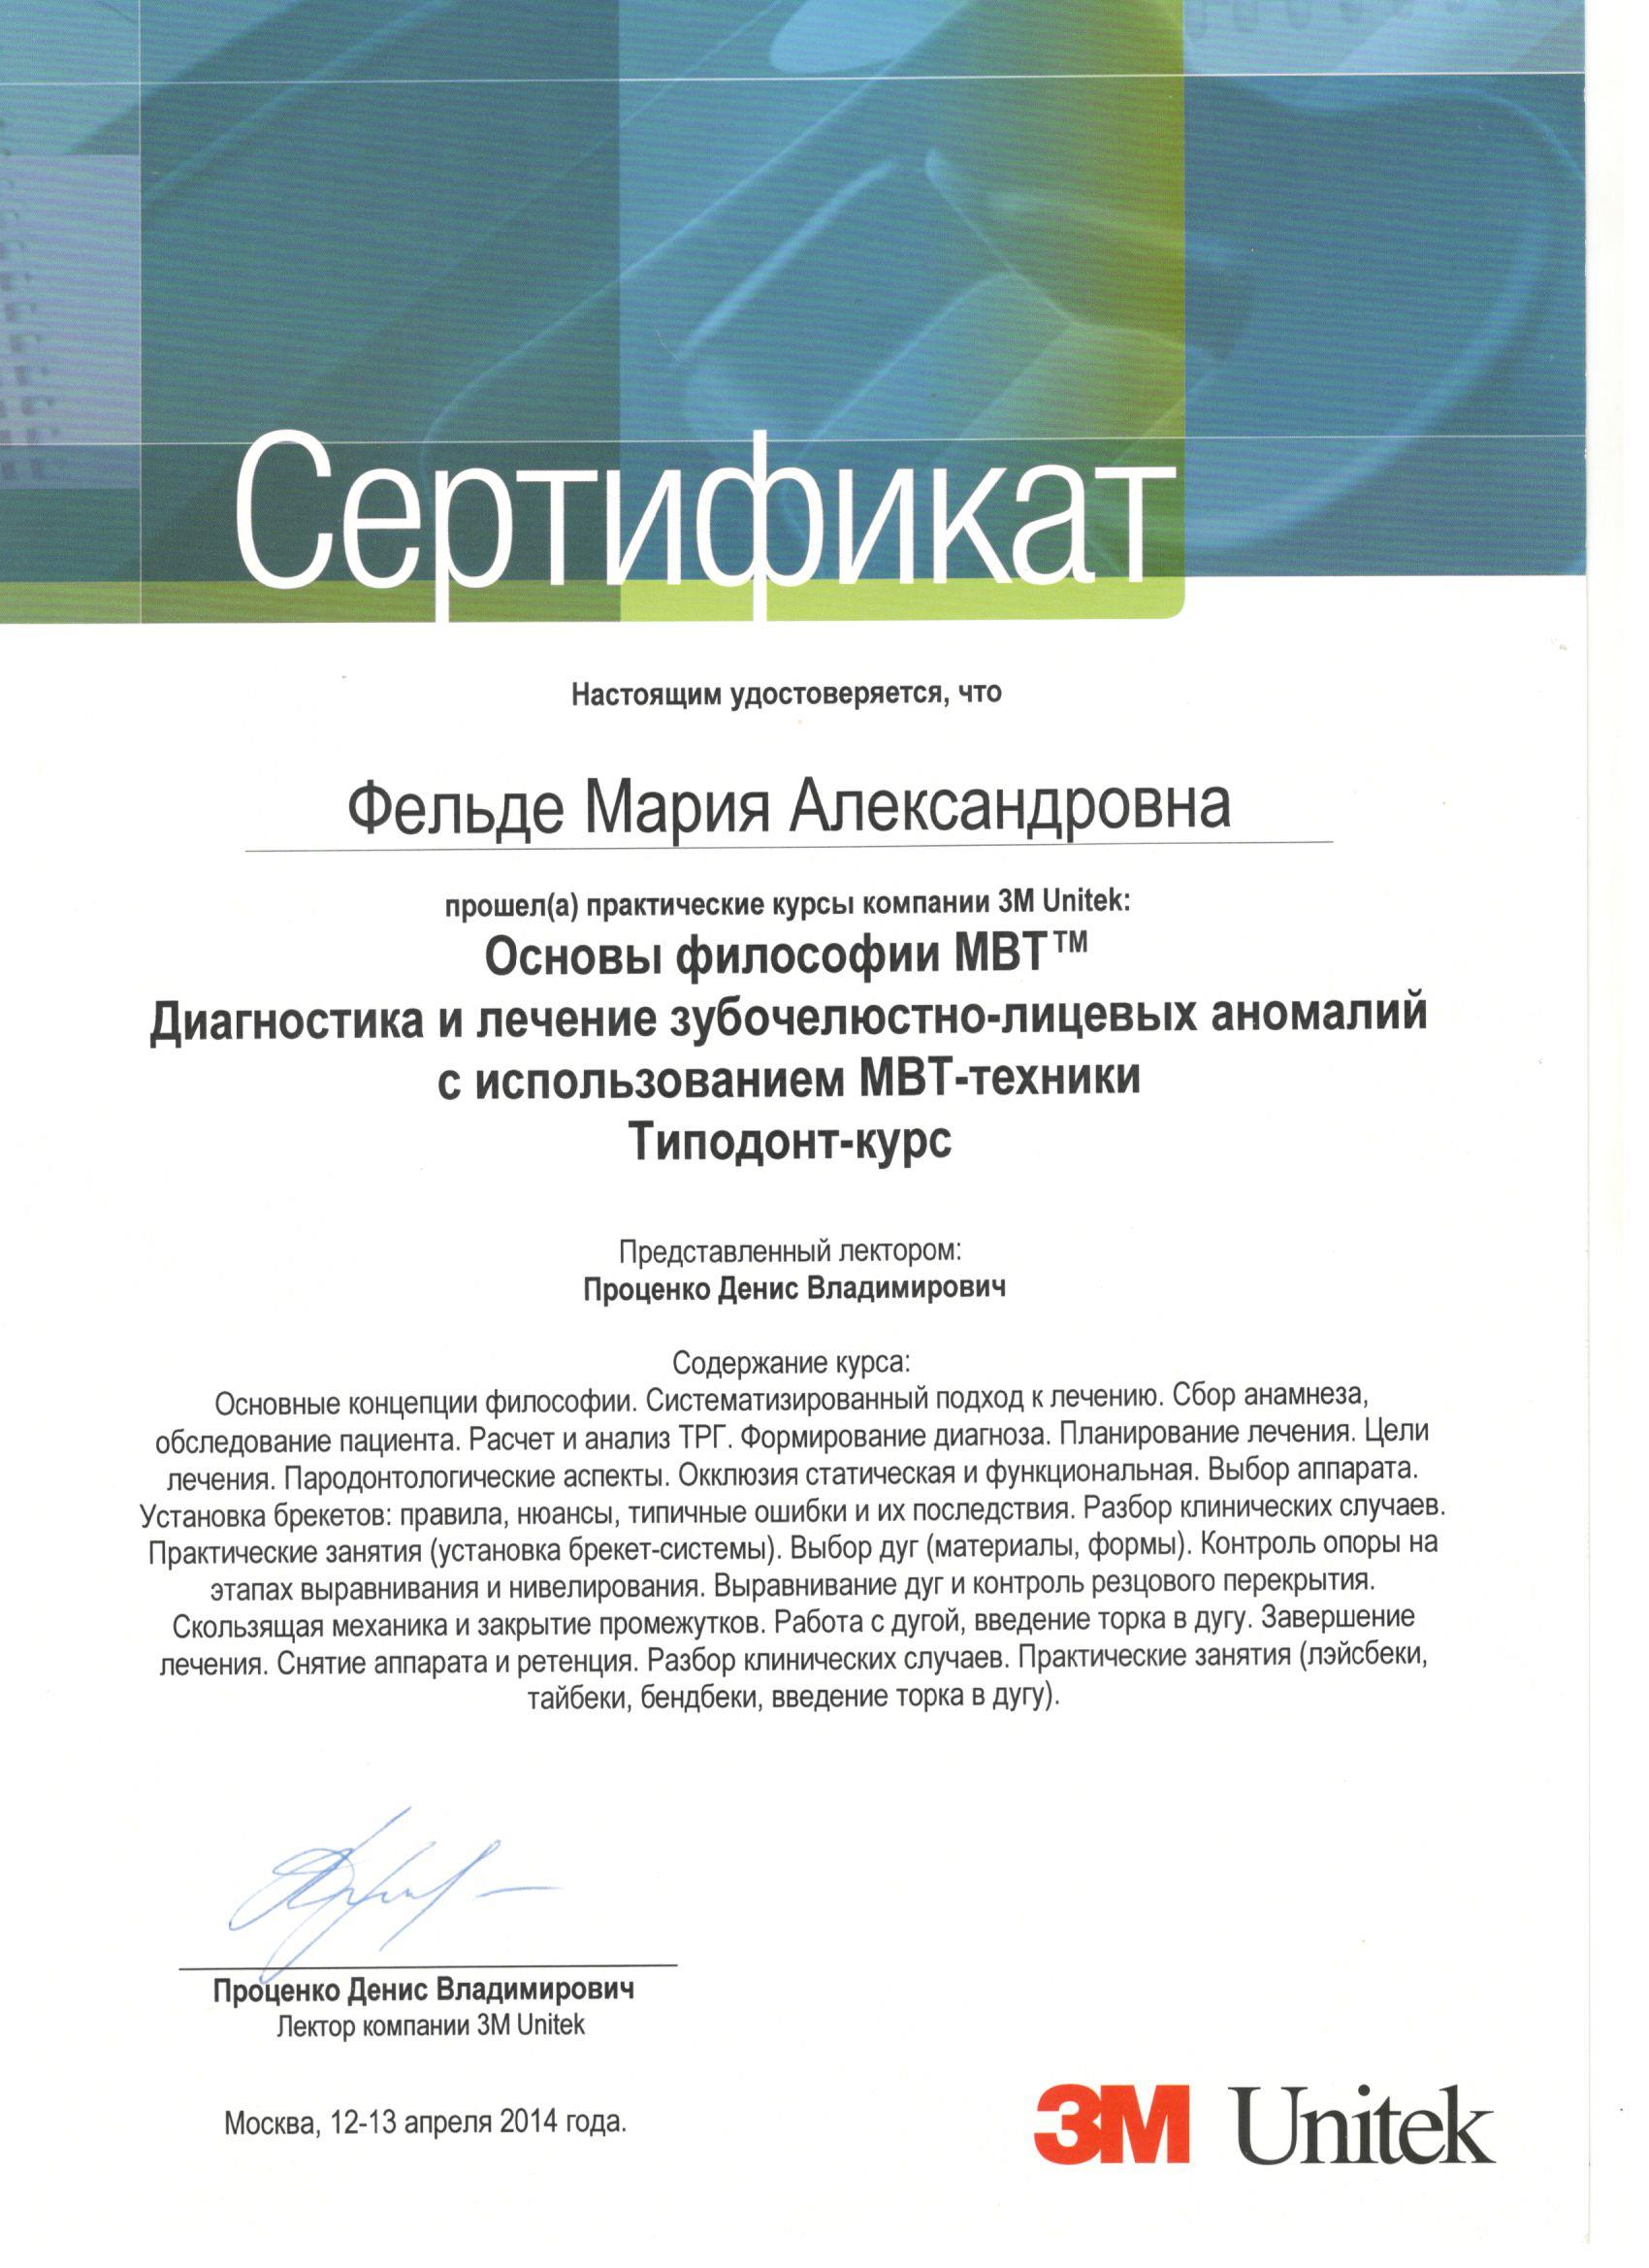 Сертификат
Настоящим удостоверяется, что
Фельде Мария Александровна
прошел(а) практические курсы компании 3М Unitek:
Основы философии МВТ™
Диагностика и лечение зубочелюстно-лицевых аномалий
с использованием МВТ-техники
Типодонт-курс
Представленный лектором:
Проценко Денис Владимирович
Содержание курса:
Основные концепции философии. Систематизированный подход к лечению. Сбор анамнеза,
обследование пациента. Расчет и анализ ТРГ. Формирование диагноза. Планирование лечения. Цели
лечения. Пародонтологические аспекты. Окклюзия статическая и функциональная. Выбор аппарата.
Установка брекетов: правила, нюансы, типичные ошибки и их последствия. Разбор клинических случаев.
Практические занятия (установка брекет-системы). Выбор дуг (материалы, формы). Контроль опоры на
этапах выравнивания и нивелирования. Выравнивание дуг и контроль резцового перекрытия.
Скользящая механика и закрытие промежутков. Работа с дугой, введение торка в дугу. Завершение
лечения. Снятие аппарата и ретенция. Разбор клинических случаев. Практические занятия (лэйсбеки,
тайбеки, бендбеки, введение торка в дугу).
Проценко Денис Владимирович
Лектор компании 3М Unitek
Москва, 12-13 апреля 2014 года.
3M Unitek